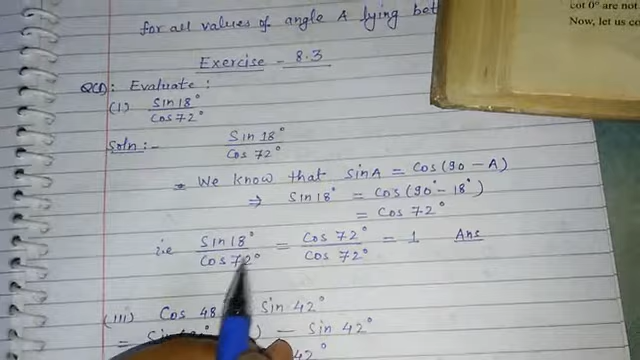 for all values of angle A lying bet
Exercise - 8.3
Q(1): Evaluate:
(1) Sin 18°
Cos 72°
Soln:- Sin 18°
Cos 72°
We know that sin A = Cos (90 - A)
⇒ Sin 18° = Cos (90° - 18°)
= Cos 72°
i.e Sin 18° / Cos 72° = Cos 72° / Cos 72° = 1 Ans
(III) Cos 48 Sin 42°
= ) - Sin 42°
42°
cot 0° are not
Now, let us co